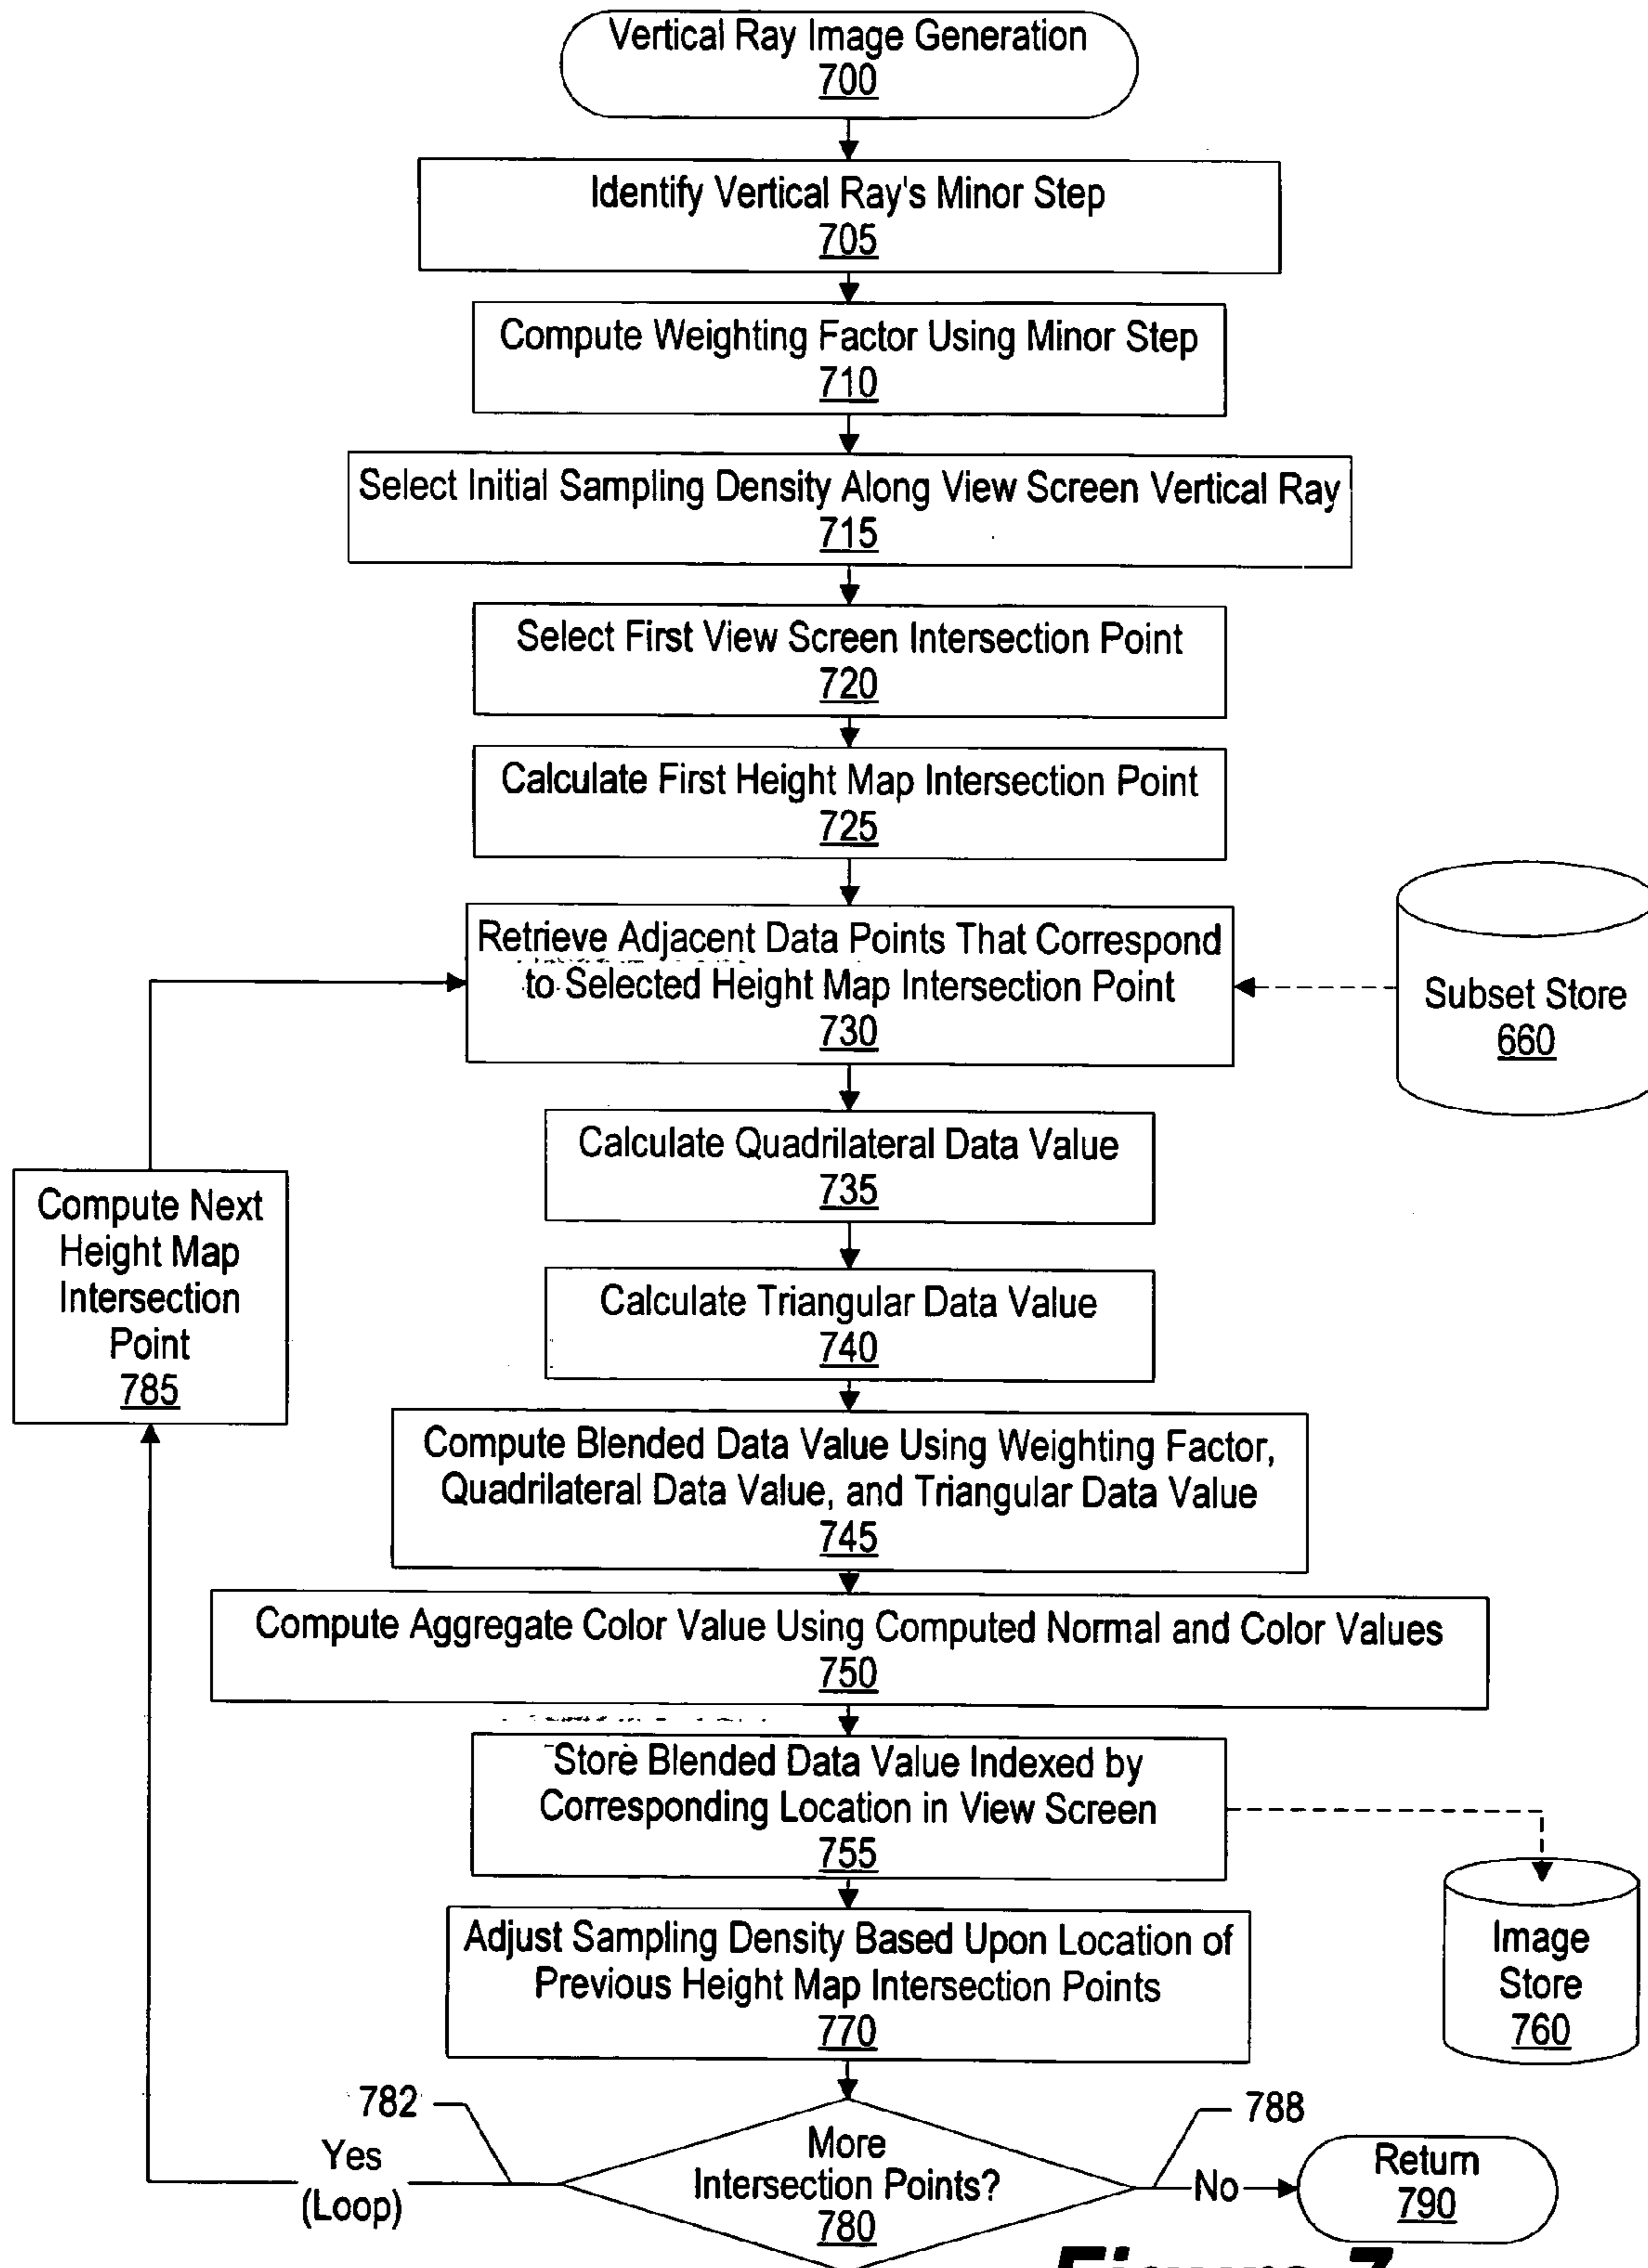 Vertical Ray Image Generation
700
Identify Vertical Ray's Minor Step
705
Compute Weighting Factor Using Minor Step
710
Select Initial Sampling Density Along View Screen Vertical Ray
715
Select First View Screen Intersection Point
720
Calculate First Height Map Intersection Point
725
Retrieve Adjacent Data Points That Correspond
to Selected Height Map Intersection Point
730
Subset Store
660
Calculate Quadrilateral Data Value
735
Compute Next
Height Map
Intersection
Point
785
Calculate Triangular Data Value
740
Compute Blended Data Value Using Weighting Factor,
Quadrilateral Data Value, and Triangular Data Value
745
Compute Aggregate Color Value Using Computed Normal and Color Values
750
Store Blended Data Value Indexed by
Corresponding Location in View Screen
755
Image
Store
760
Adjust Sampling Density Based Upon Location of
Previous Height Map Intersection Points
770
782
788
More
Intersection Points?
780
Yes
(Loop)
No
Return
790
Figure 7